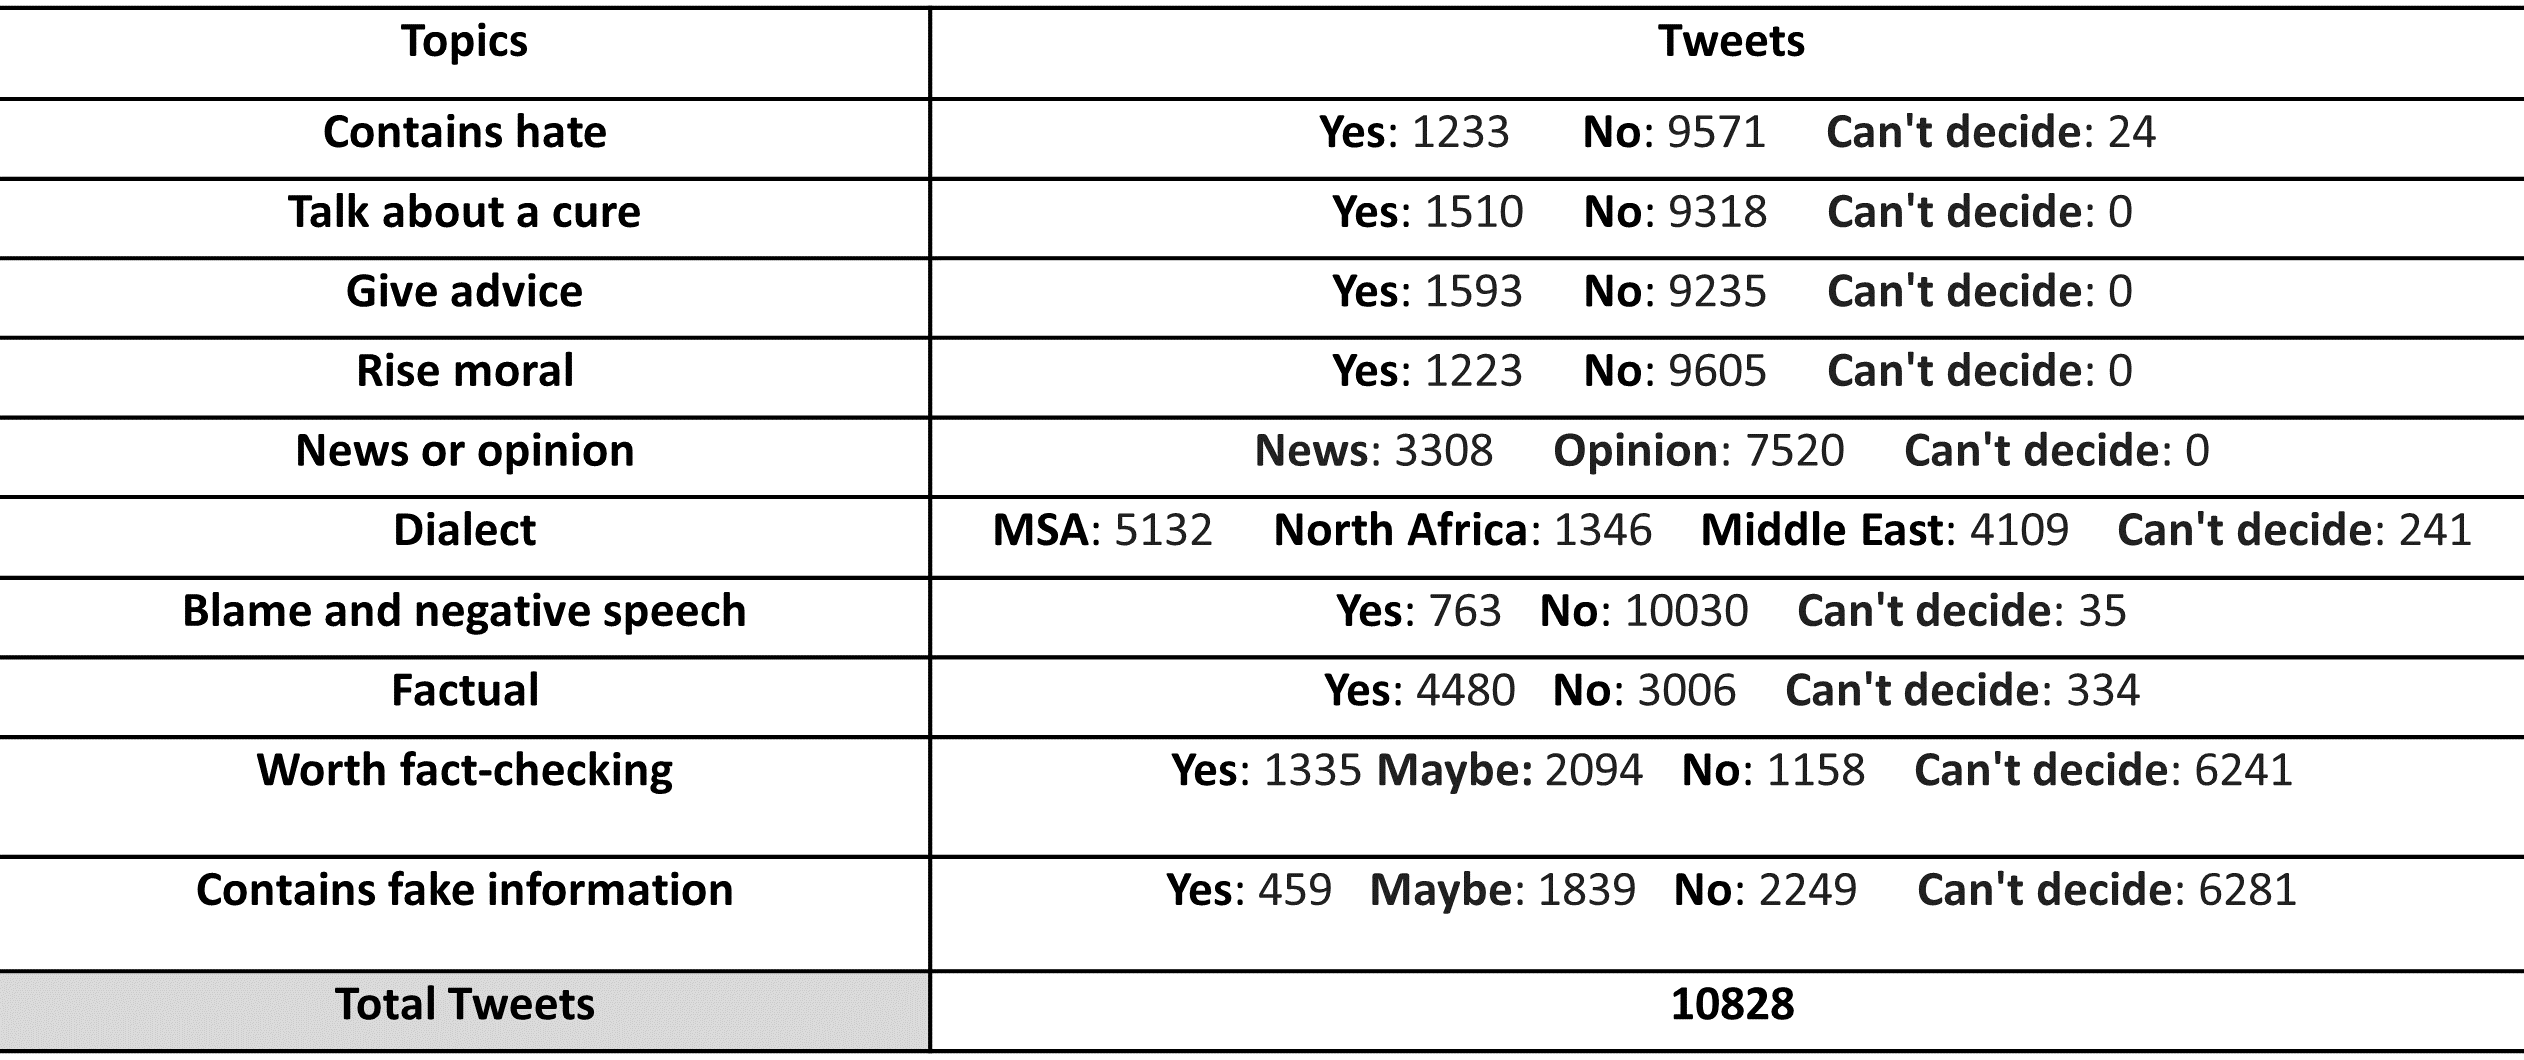 Topics Tweets
Contains hate Yes: 1233 No: 9571 Can't decide: 24
Talk about a cure Yes: 1510 No: 9318 Can't decide: 0
Give advice Yes: 1593 No: 9235 Can't decide: 0
Rise moral Yes: 1223 No: 9605 Can't decide: 0
News or opinion News: 3308 Opinion: 7520 Can't decide: 0
Dialect MSA: 5132 North Africa: 1346 Middle East: 4109 Can't decide: 241
Blame and negative speech Yes: 763 No: 10030 Can't decide: 35
Factual Yes: 4480 No: 3006 Can't decide: 334
Worth fact-checking Yes: 1335 Maybe: 2094 No: 1158 Can't decide: 6241
Contains fake information Yes: 459 Maybe: 1839 No: 2249 Can't decide: 6281
Total Tweets 10828